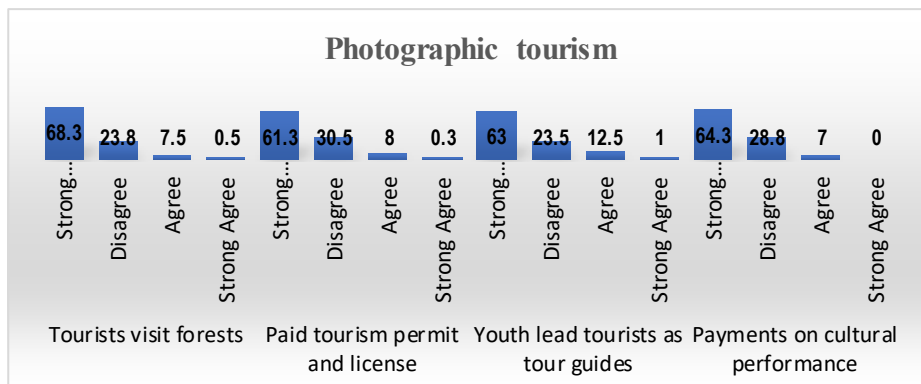 Photographic tourism
68.3 23.8 7.5 0.5 61.3 30.5 8 0.3 63 23.5 12.5 1 64.3 28.8 7 0
Strong...
Disagree
Agree
Strong Agree
Strong...
Disagree
Agree
Strong Agree
Strong...
Disagree
Agree
Strong Agree
Strong...
Disagree
Agree
Strong Agree
Tourists visit forests
Paid tourism permit
and license
Youth lead tourists as
tour guides
Payments on cultural
performance